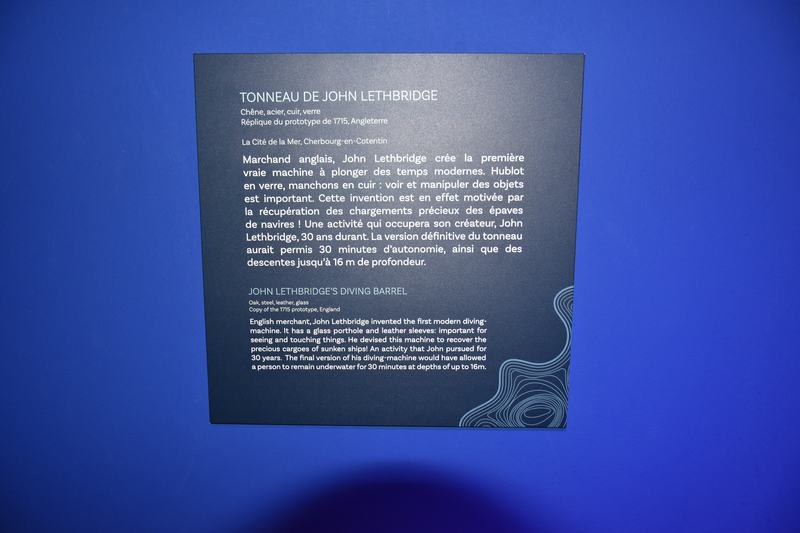 TONNEAU DE JOHN LETHBRIDGE
Chêne, acier, cuir, verre
Réplique du prototype de 1715, Angleterre
La Cité de la Mer, Cherbourg-en-Cotentin
Marchand anglais, John Lethbridge crée la première
vraie machine à plonger des temps modernes. Hublot
en verre, manchons en cuir : voir et manipuler des objets
est important. Cette invention est en effet motivée par
la récupération des chargements précieux des épaves
de navires ! Une activité qui occupera son créateur, John
Lethbridge, 30 ans durant. La version définitive du tonneau
aurait permis 30 minutes d'autonomie, ainsi que des
descentes jusqu'à 16 m de profondeur.
JOHN LETHBRIDGE'S DIVING BARREL
Oak, steel, leather, glass
Copy of the 1715 prototype, England
English merchant, John Lethbridge invented the first modern diving-
machine. It has a glass porthole and leather sleeves: important for
seeing and touching things. He devised this machine to recover the
precious cargoes of sunken ships! An activity that John pursued for
30 years. The final version of his diving-machine would have allowed
a person to remain underwater for 30 minutes at depths of up to 16m.